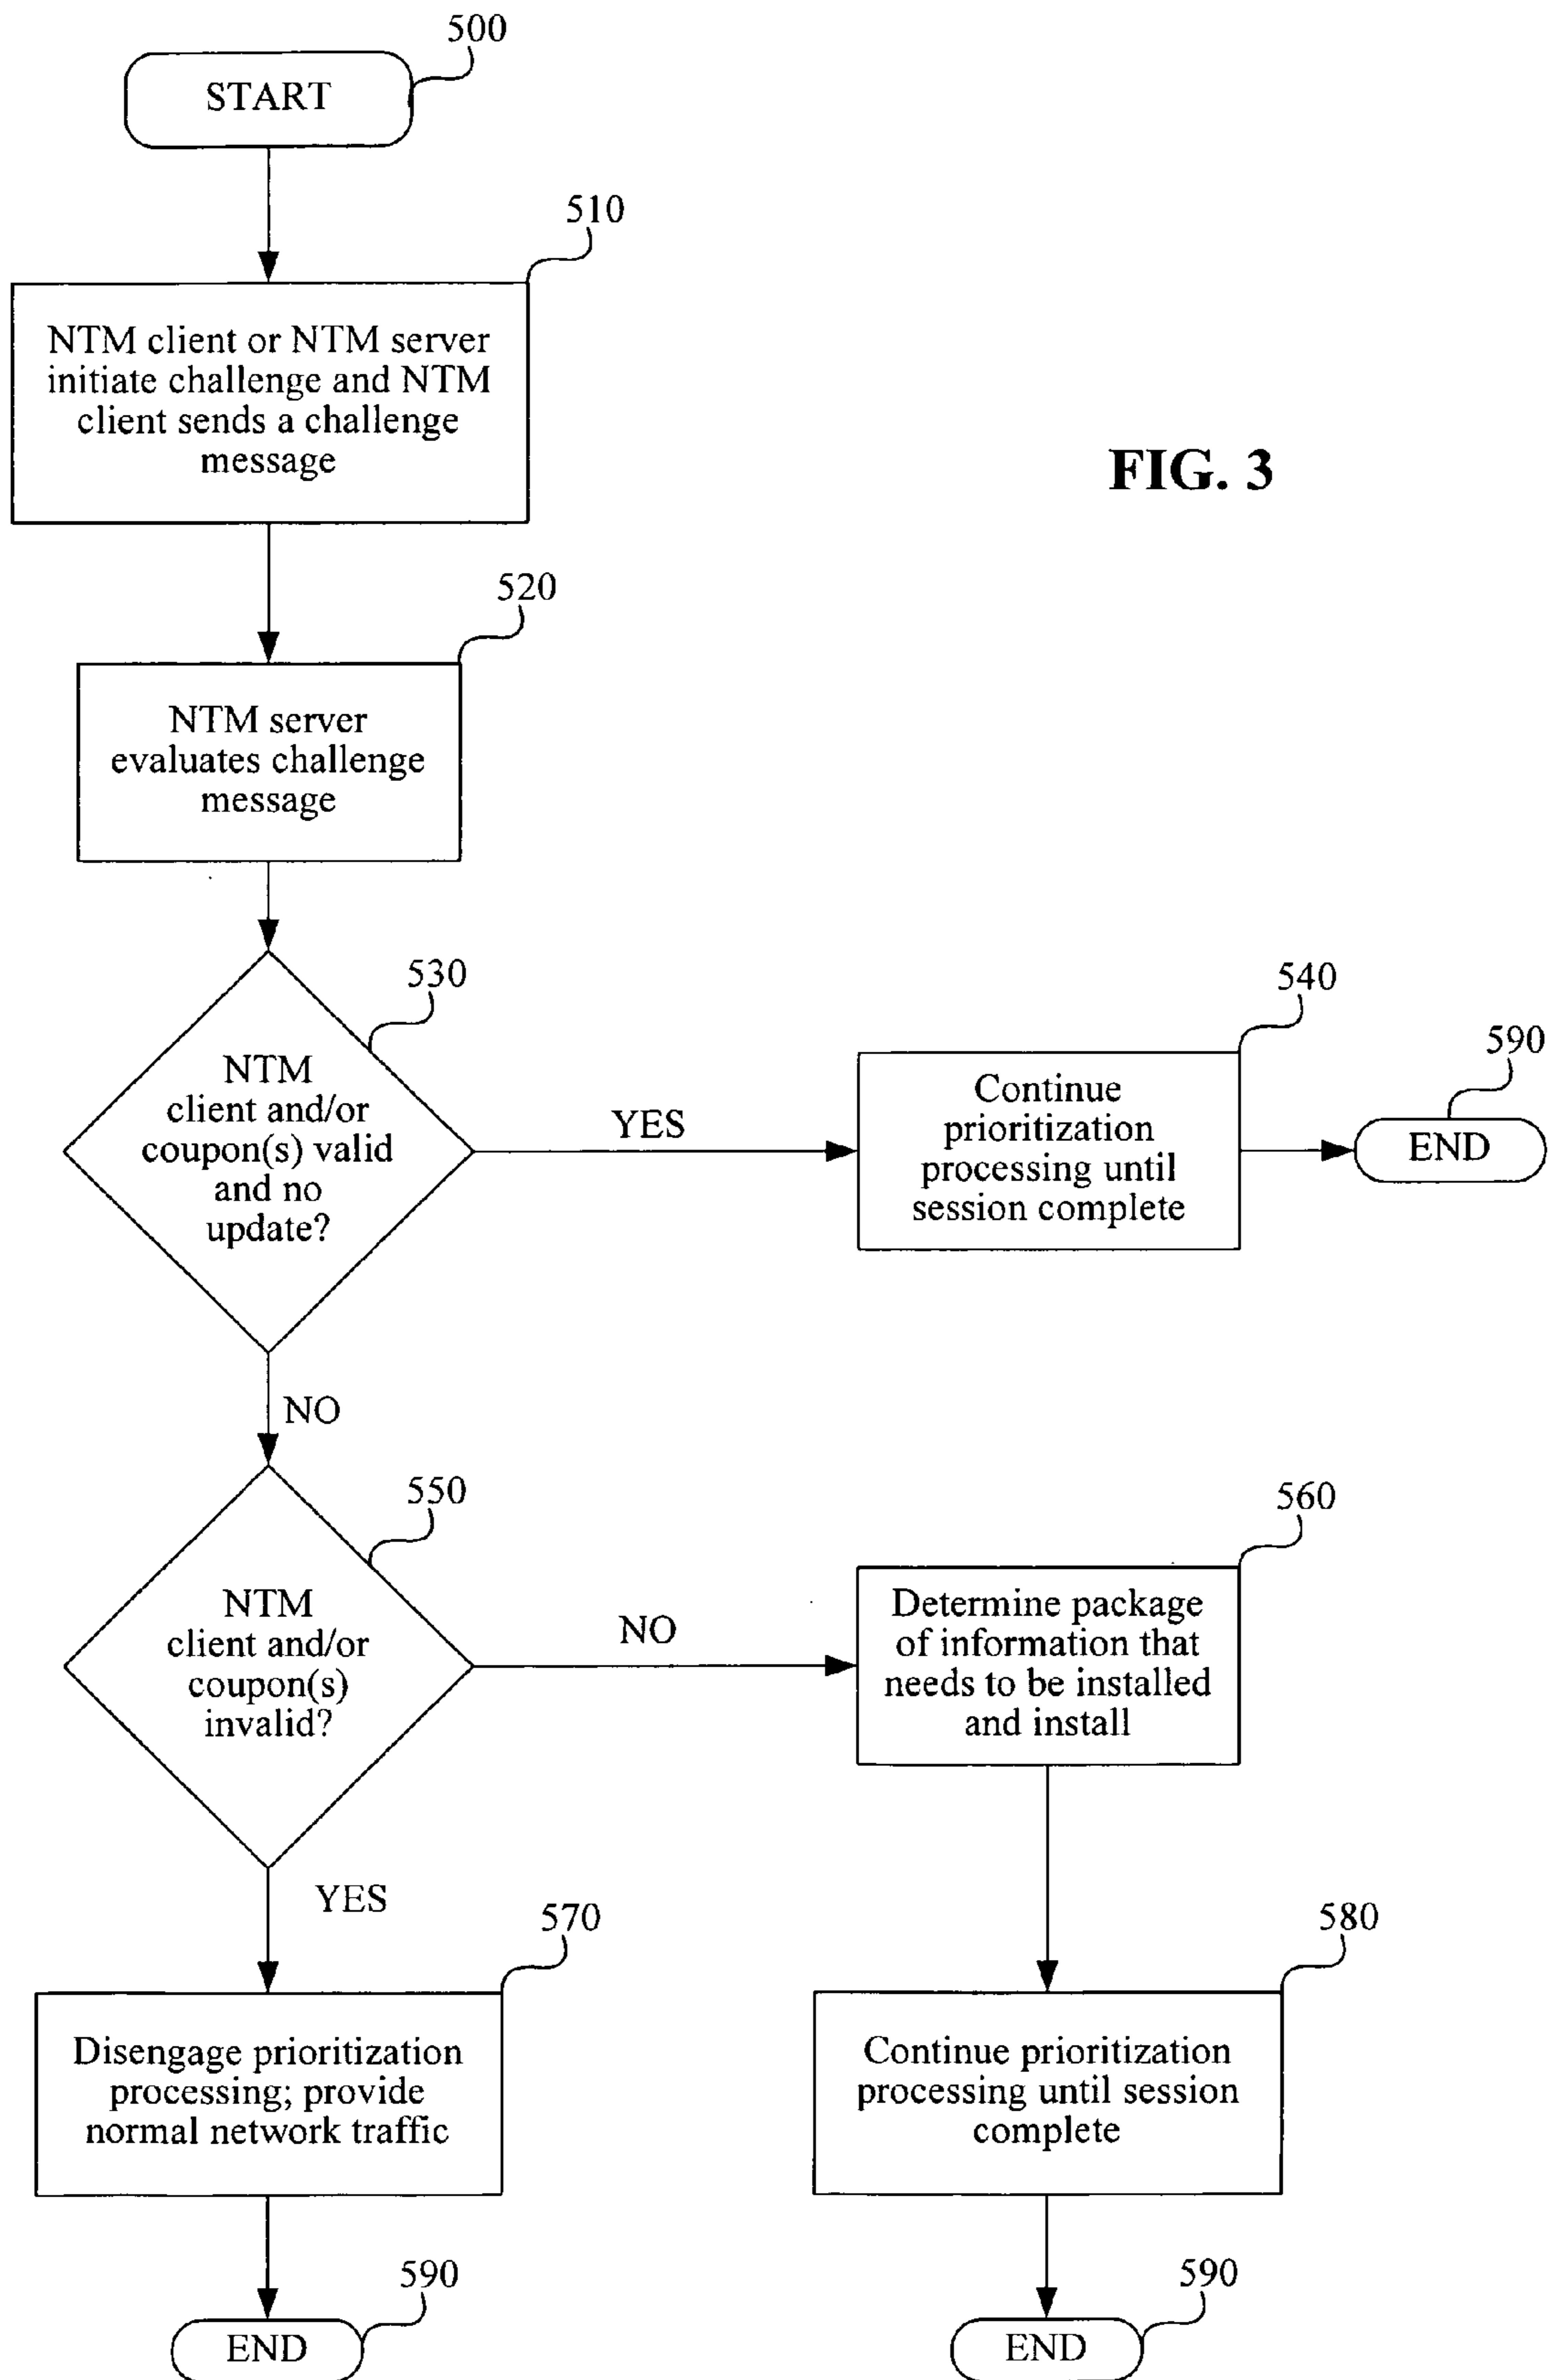 500
START
510
NTM client or NTM server
initiate challenge and NTM
client sends a challenge
message
FIG. 3
520
NTM server
evaluates challenge
message
530
NTM
client and/or
coupon(s) valid
and no
update?
YES
540
Continue
prioritization
processing until
session complete
590
END
NO
550
NTM
client and/or
coupon(s)
invalid?
NO
560
Determine package
of information that
needs to be installed
and install
YES
570
Disengage prioritization
processing; provide
normal network traffic
580
Continue prioritization
processing until session
complete
590
END
590
END